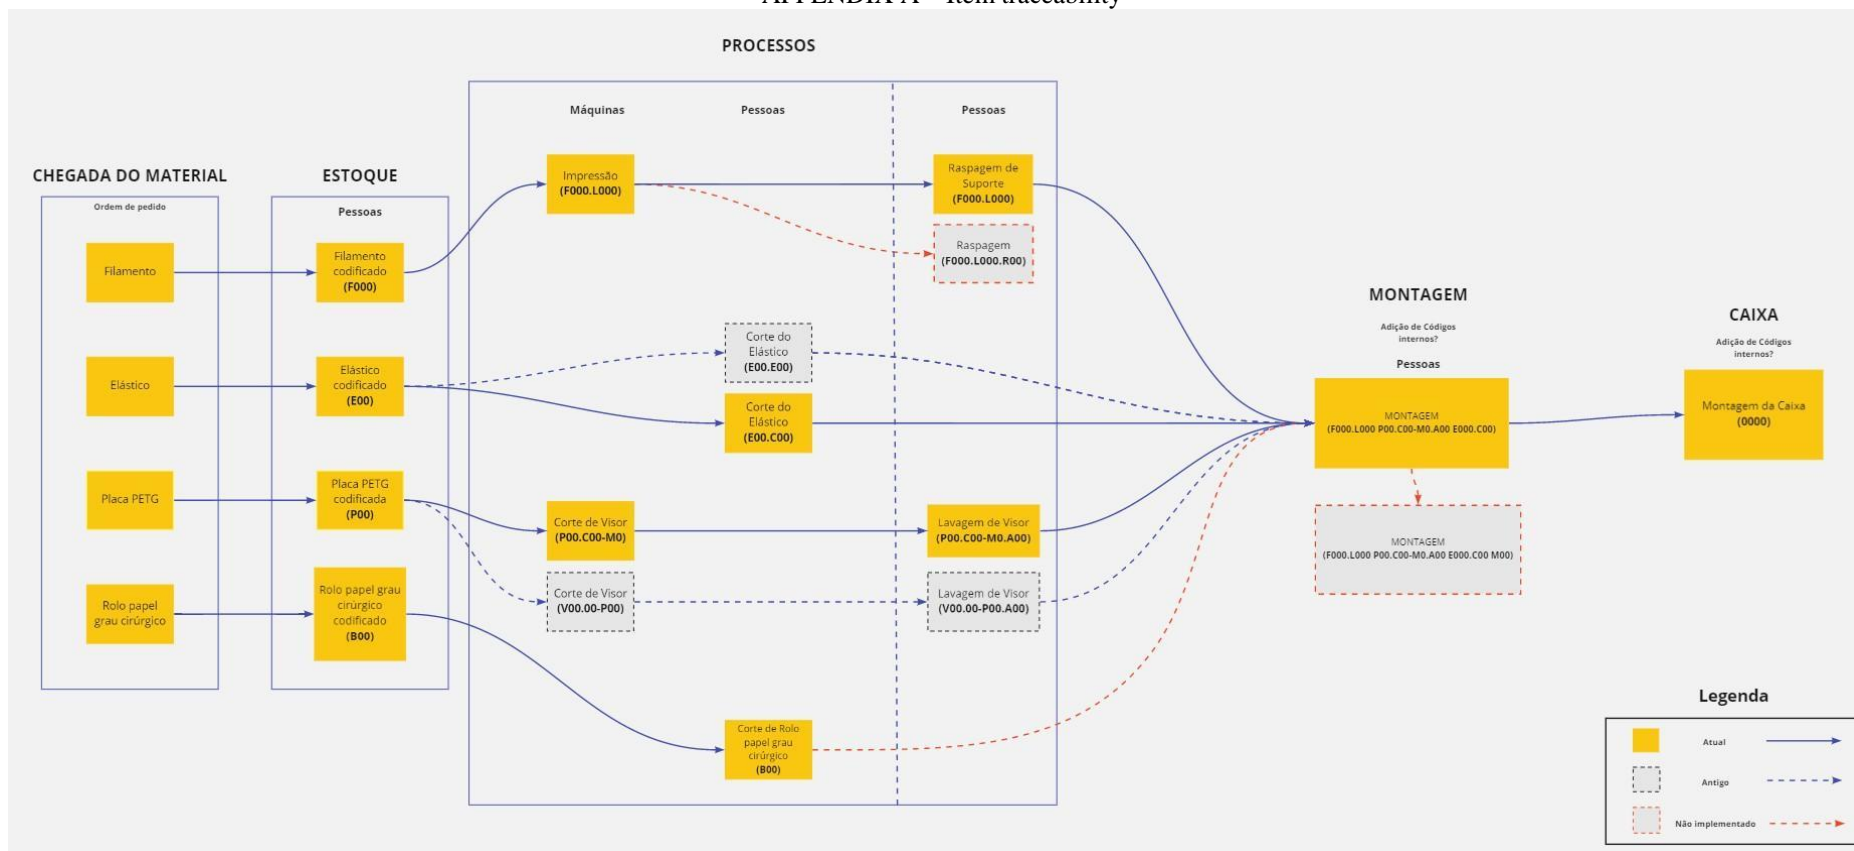 APPENDIX A – Item traceability
PROCESSOS
Máquinas
Pessoas
Pessoas
CHEGADA DO MATERIAL
Ordem de pedido
Filamento
Elástico
Placa PETG
Rolo papel
grau cirúrgico
ESTOQUE
Pessoas
Filamento
codificado
(F000)
Elástico
codificado
(E00)
Placa PETG
codificada
(P00)
Rolo papel grau
cirúrgico
codificado
(B00)
Impressão
(F000.L000)
Corte do
Elástico
(E00.E00)
Corte do
Elástico
(E00.C00)
Corte de Visor
(P00.C00-M0)
Corte de Visor
(V00.00-P00)
Corte de Rolo
papel grau
cirúrgico
(B00)
Raspagem de
Suporte
(F000.L000)
Raspagem
(F000.L000.R00)
Lavagem de Visor
(P00.C00-M0.A00)
Lavagem de Visor
(V00.00-P00.A00)
MONTAGEM
Adição de Códigos
internos?
Pessoas
MONTAGEM
(F000.L000 P00.C00-M0.A00 E000.C00)
MONTAGEM
(F000.L000 P00.C00-M0.A00 E000.C00 M00)
CAIXA
Adição de Códigos
internos?
Montagem da Caixa
(0000)
Legenda
Atual
Antigo
Não implementado